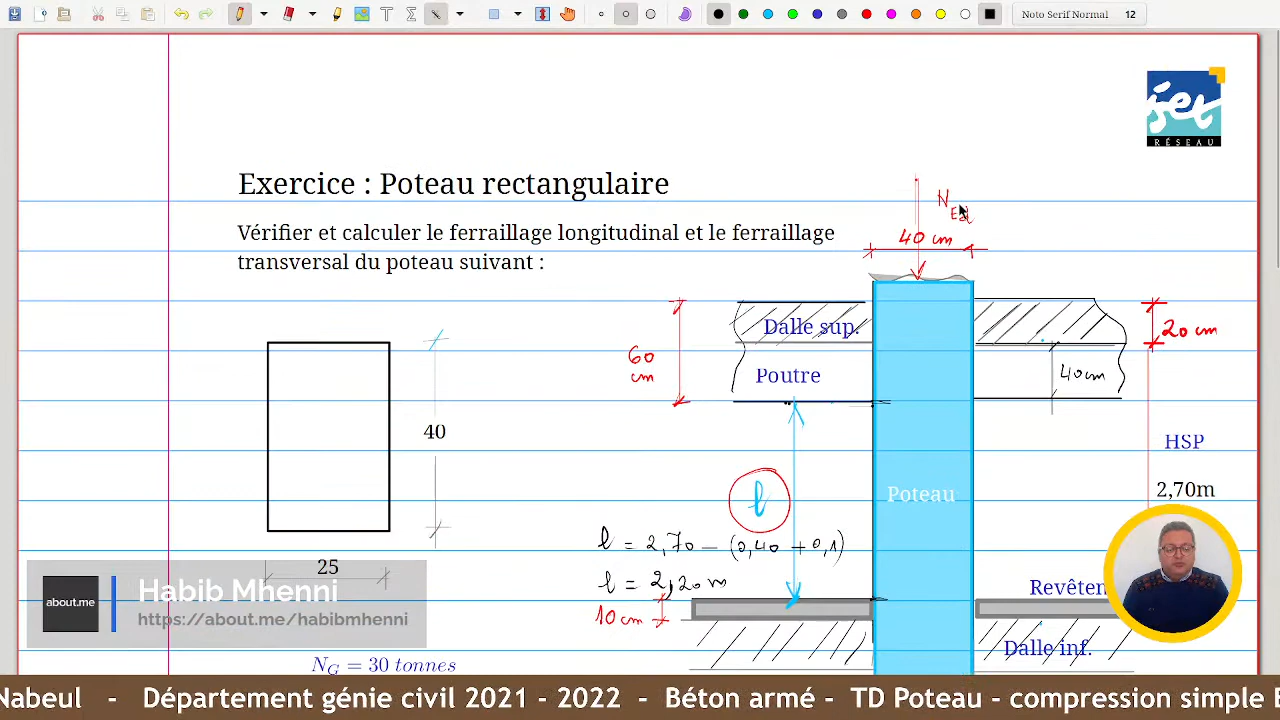 Noto Serif Normal 12
iset
RÉSEAU
Exercice : Poteau rectangulaire
Vérifier et calculer le ferraillage longitudinal et le ferraillage
transversal du poteau suivant :
N Ed
40 cm
Dalle sup.
20 cm
60
cm
Poutre
40cm
40
HSP
2,70m
Poteau
l
l = 2,70 – (0,40 + 0,1)
l = 2,20 m
25
10 cm
Revêtem
Dalle inf.
about.me
Habib Mhenni
https://about.me/habibmhenni
N_G = 30 tonnes
Nabeul - Département génie civil 2021 - 2022 - Béton armé - TD Poteau - compression simple